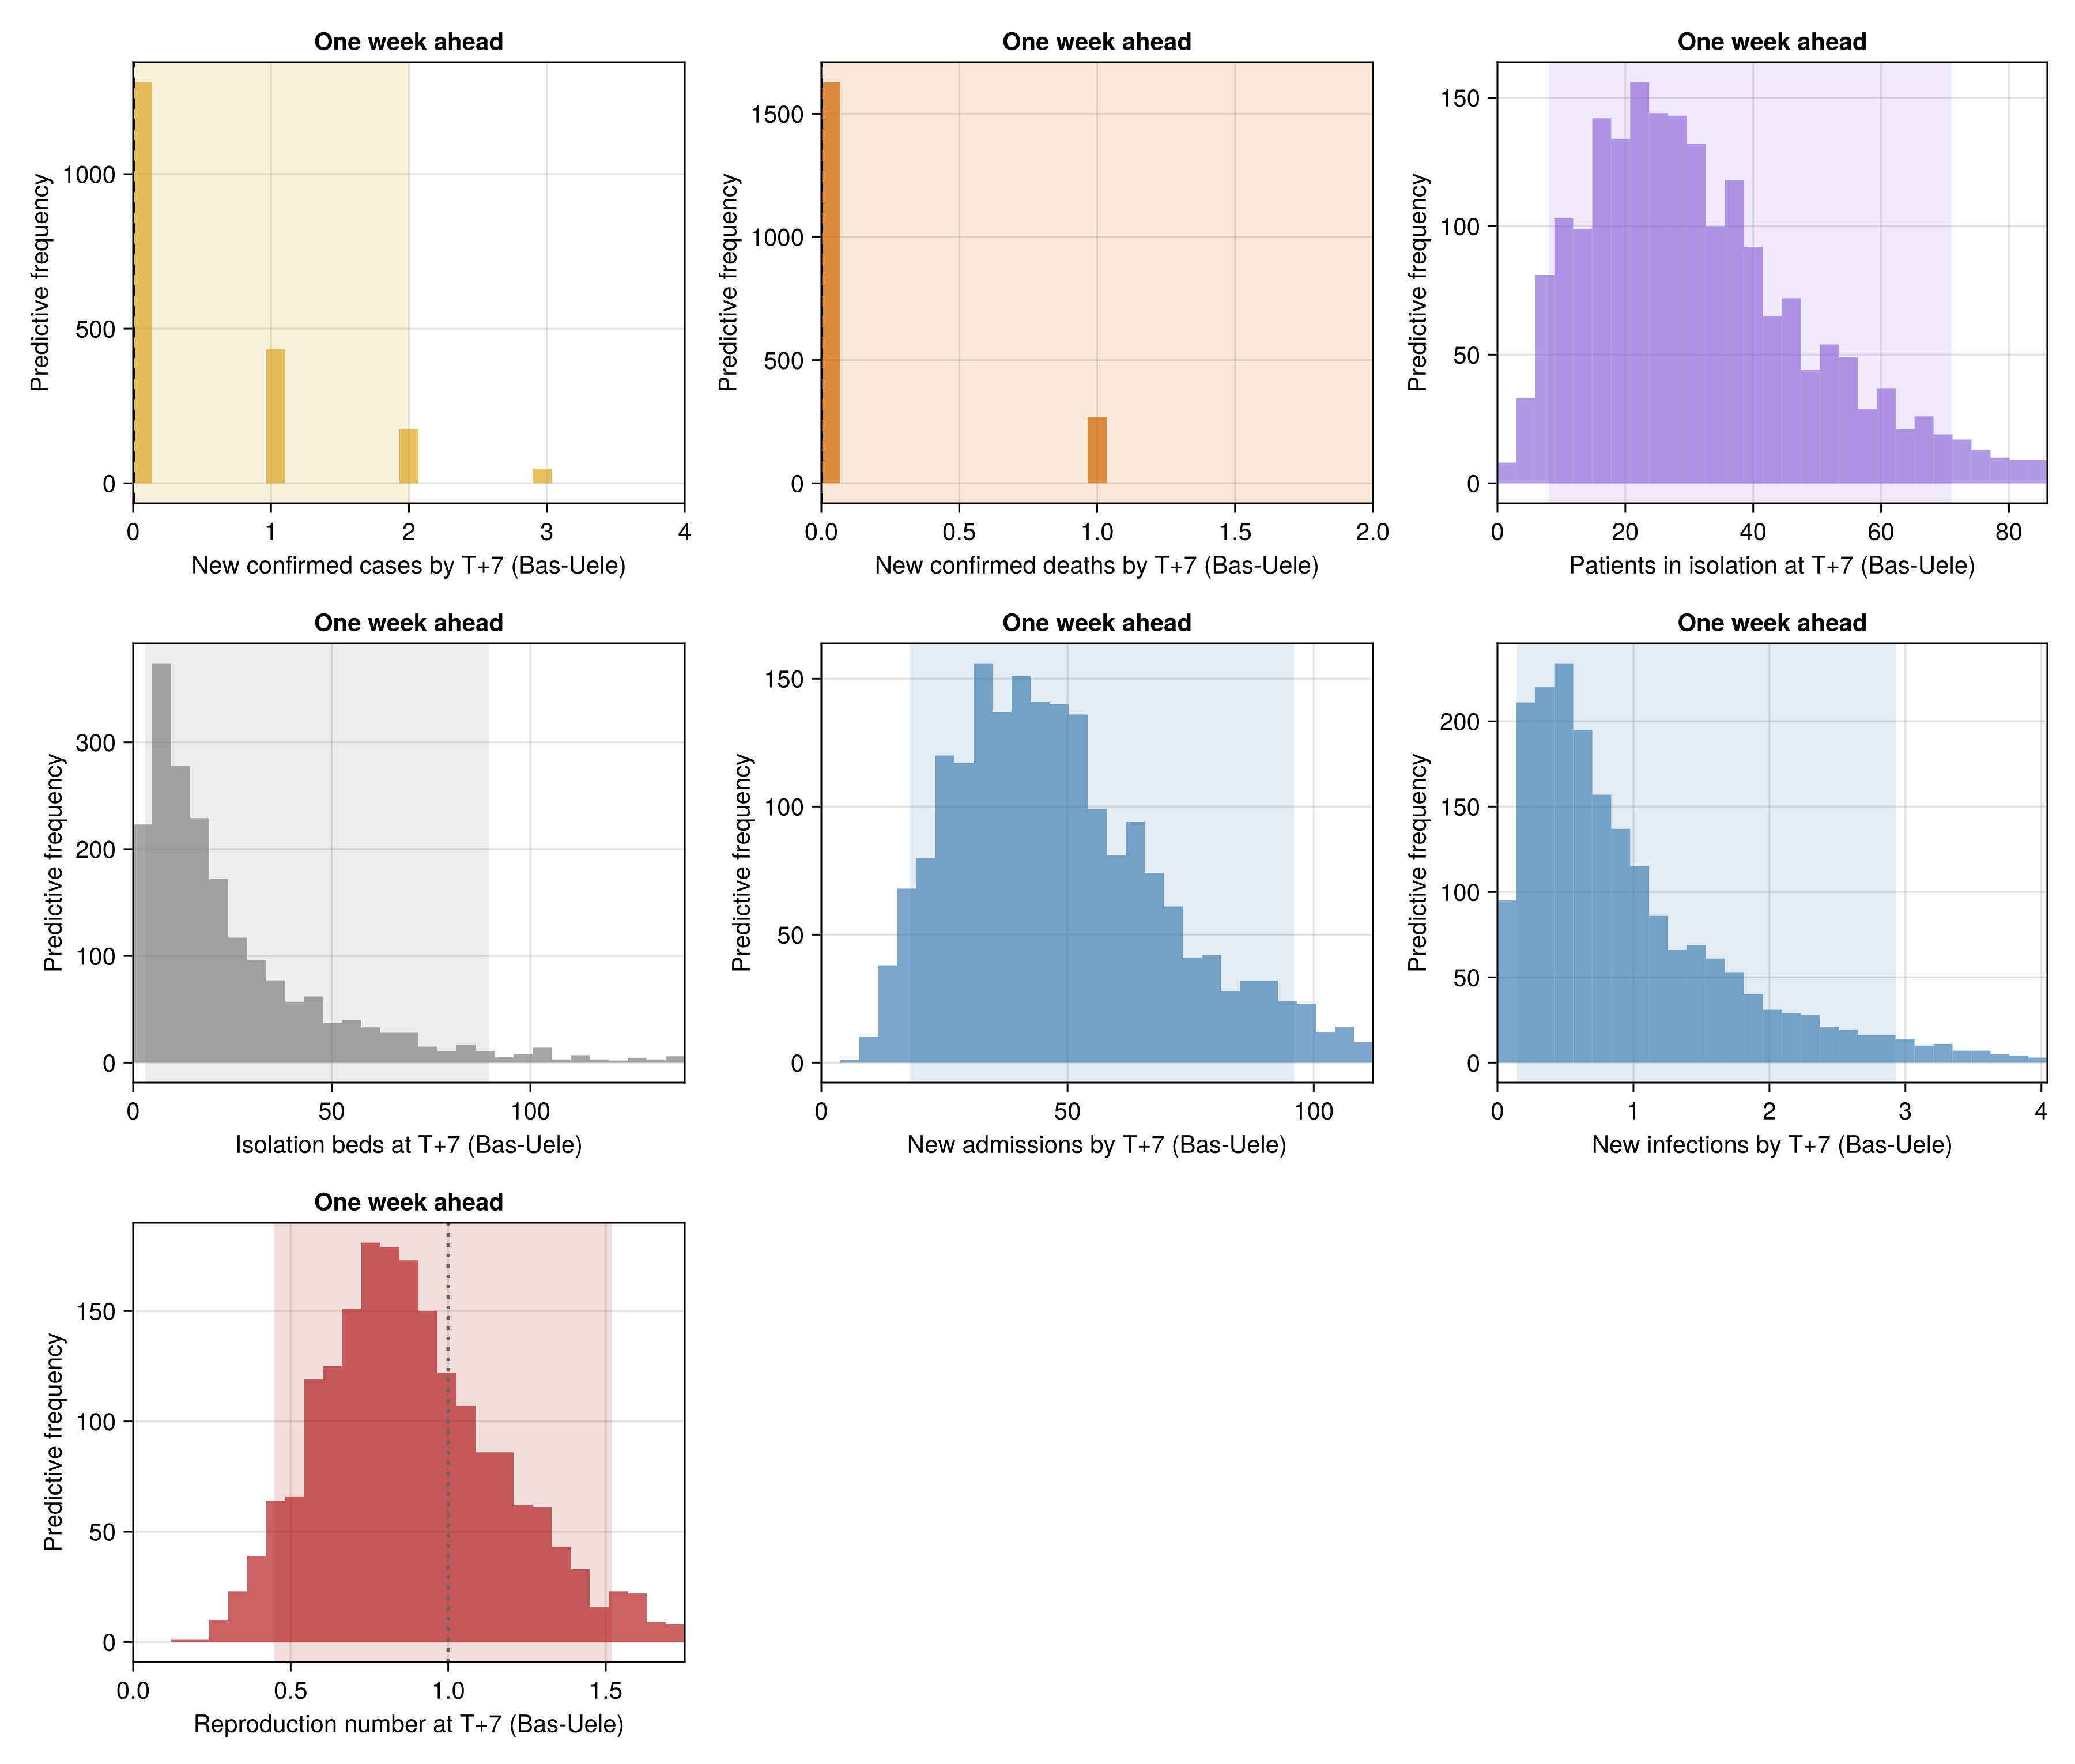 One week ahead
Predictive frequency
1000
500
0
0 1 2 3 4
New confirmed cases by T+7 (Bas-Uele)
One week ahead
Predictive frequency
1500
1000
500
0
0.0 0.5 1.0 1.5 2.0
New confirmed deaths by T+7 (Bas-Uele)
One week ahead
Predictive frequency
150
100
50
0
0 20 40 60 80
Patients in isolation at T+7 (Bas-Uele)
One week ahead
Predictive frequency
300
200
100
0
0 50 100
Isolation beds at T+7 (Bas-Uele)
One week ahead
Predictive frequency
150
100
50
0
0 50 100
New admissions by T+7 (Bas-Uele)
One week ahead
Predictive frequency
200
150
100
50
0
0 1 2 3 4
New infections by T+7 (Bas-Uele)
One week ahead
Predictive frequency
150
100
50
0
0.0 0.5 1.0 1.5
Reproduction number at T+7 (Bas-Uele)